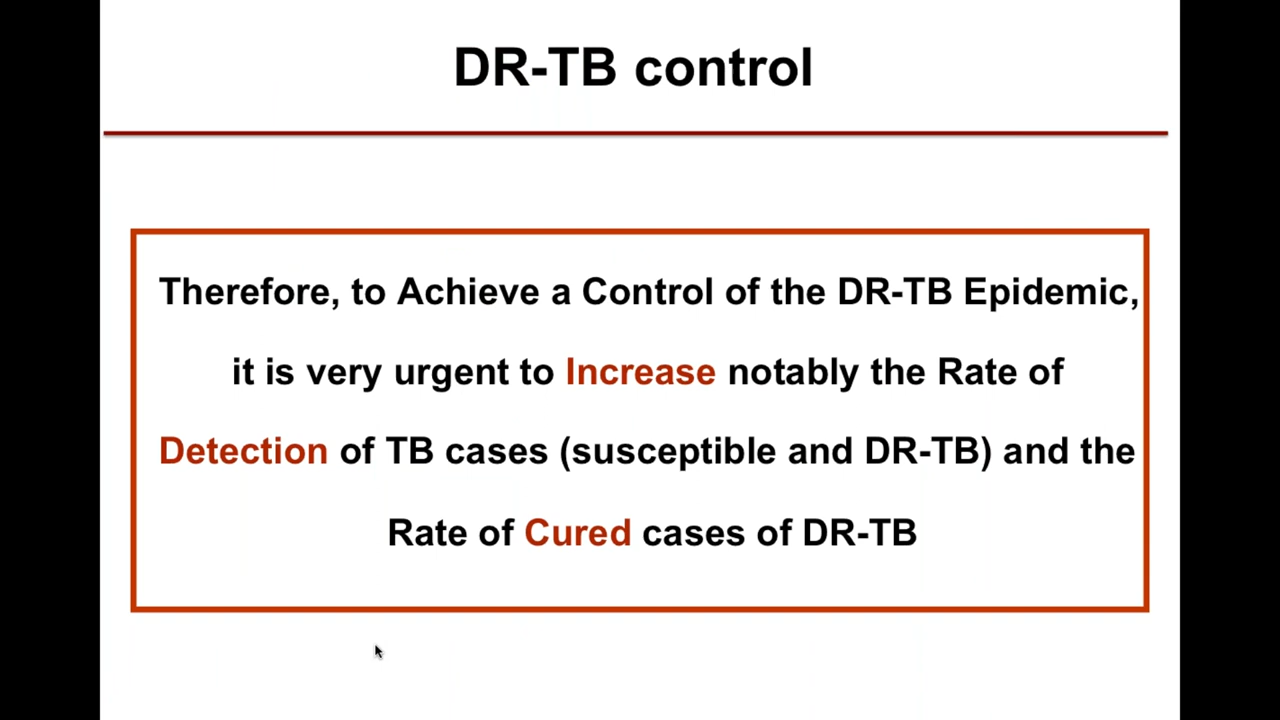 DR-TB control
Therefore, to Achieve a Control of the DR-TB Epidemic,
it is very urgent to Increase notably the Rate of
Detection of TB cases (susceptible and DR-TB) and the
Rate of Cured cases of DR-TB